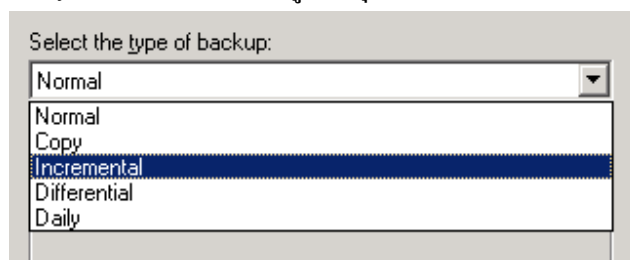 Select the type of backup:
Normal
Normal
Copy
Incremental
Differential
Daily